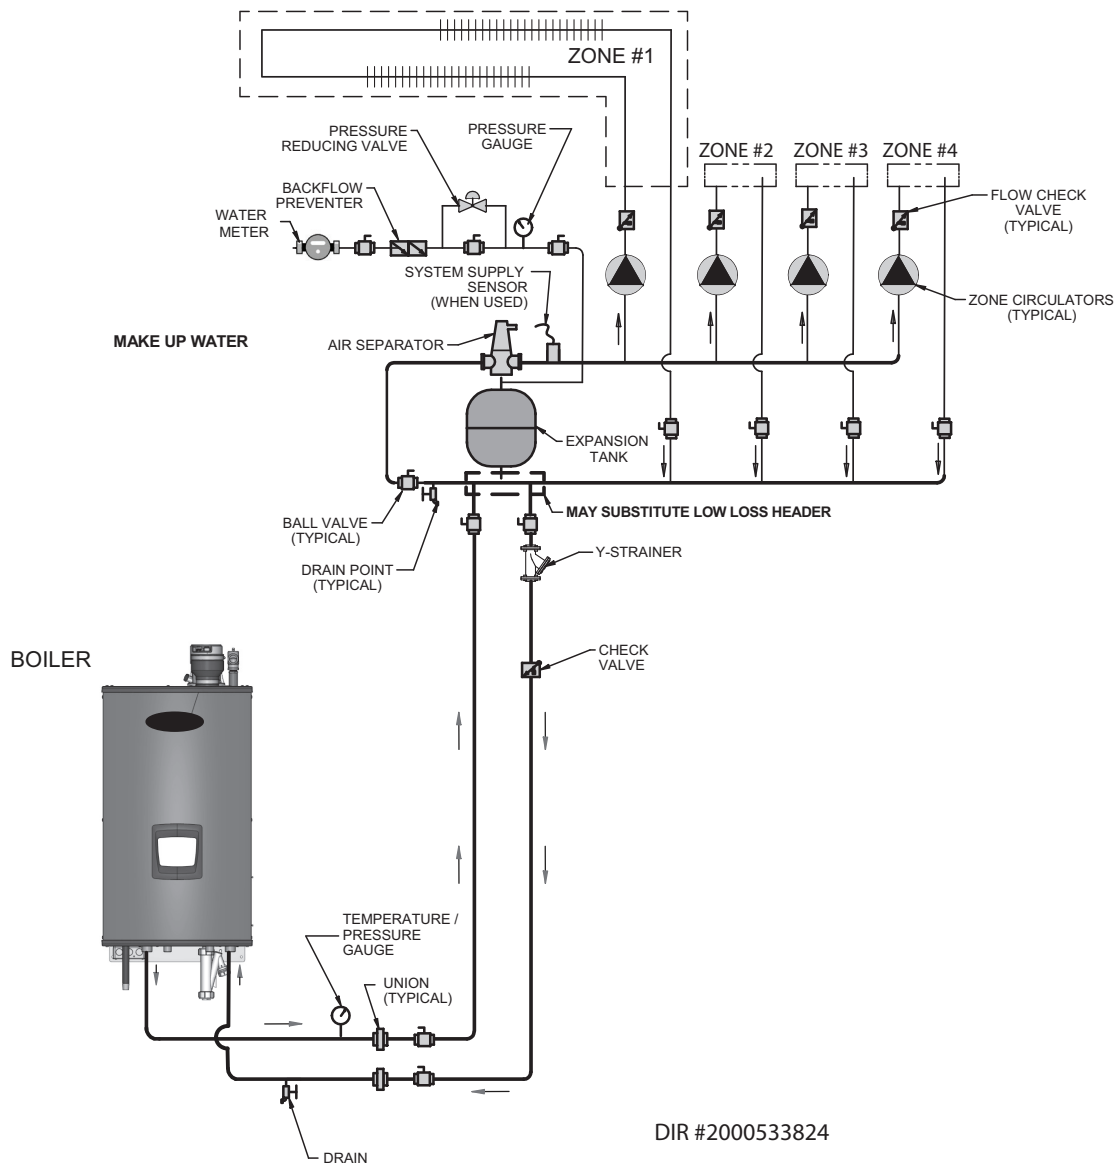 ZONE #1
PRESSURE
REDUCING VALVE
PRESSURE
GAUGE
ZONE #2
ZONE #3
ZONE #4
BACKFLOW
PREVENTER
FLOW CHECK
VALVE
(TYPICAL)
WATER
METER
SYSTEM SUPPLY
SENSOR
(WHEN USED)
ZONE CIRCULATORS
(TYPICAL)
MAKE UP WATER
AIR SEPARATOR
EXPANSION
TANK
MAY SUBSTITUTE LOW LOSS HEADER
BALL VALVE
(TYPICAL)
Y-STRAINER
DRAIN POINT
(TYPICAL)
BOILER
CHECK
VALVE
TEMPERATURE /
PRESSURE
GAUGE
UNION
(TYPICAL)
DIR #2000533824
DRAIN